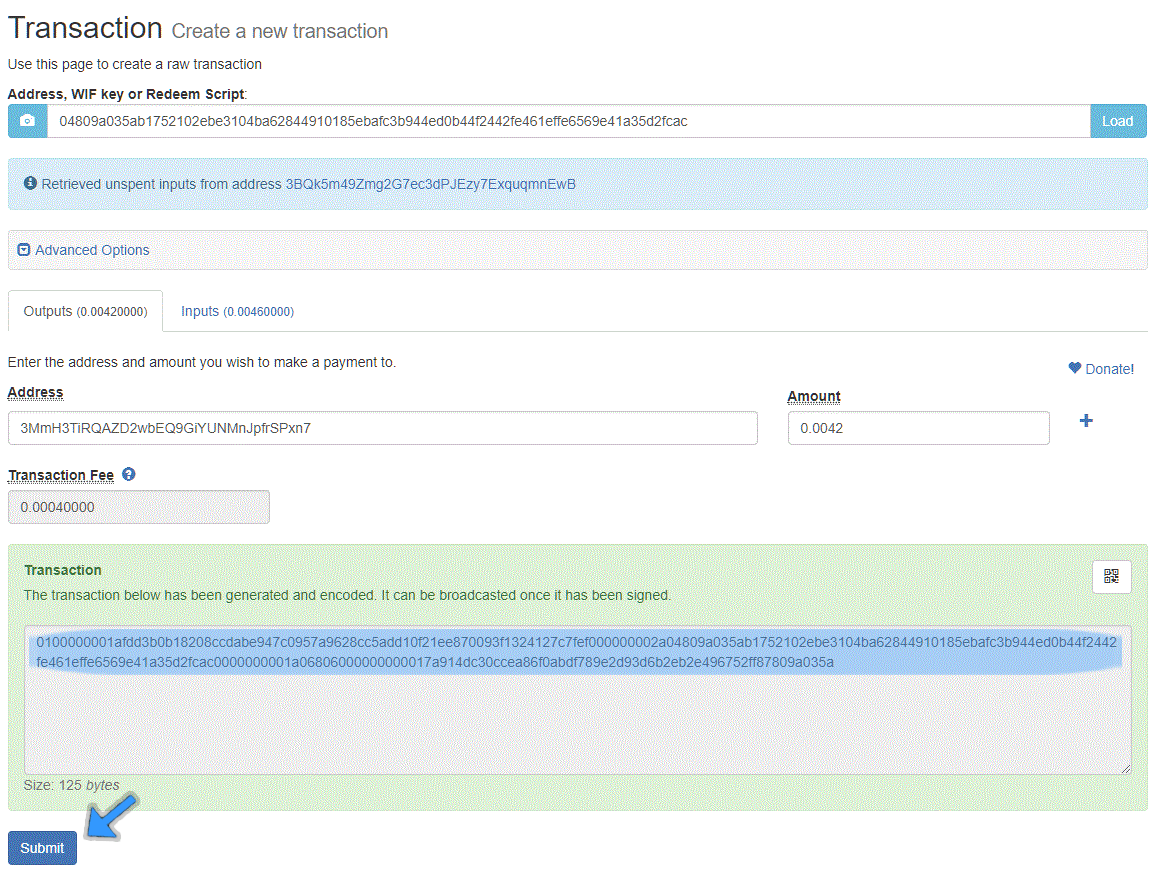 Transaction Create a new transaction
Use this page to create a raw transaction
Address, WIF key or Redeem Script:
04809a035ab1752102ebe3104ba62844910185ebafc3b944ed0b44f2442fe461effe6569e41a35d2fcac
Load
Retrieved unspent inputs from address 3BQk5m49Zmg2G7ec3dPJEzy7ExquqmnEwB
Advanced Options
Outputs (0.00420000) Inputs (0.00460000)
Enter the address and amount you wish to make a payment to.
Donate!
Address
Amount
3MmH3TiRQAZD2wbEQ9GiYUNMnJpfrSPxn7
0.0042
Transaction Fee
0.00040000
Transaction
The transaction below has been generated and encoded. It can be broadcasted once it has been signed.
0100000001afdd3b0b18208ccdabe947c0957a9628cc5add10f21ee870093f1324127c7fef000000002a04809a035ab1752102ebe3104ba62844910185ebafc3b944ed0b44f2442
fe461effe6569e41a35d2fcac0000000001a06806000000000017a914dc30ccea86f0abdf789e2d93d6b2eb2e496752ff87809a035a
Size: 125 bytes
Submit